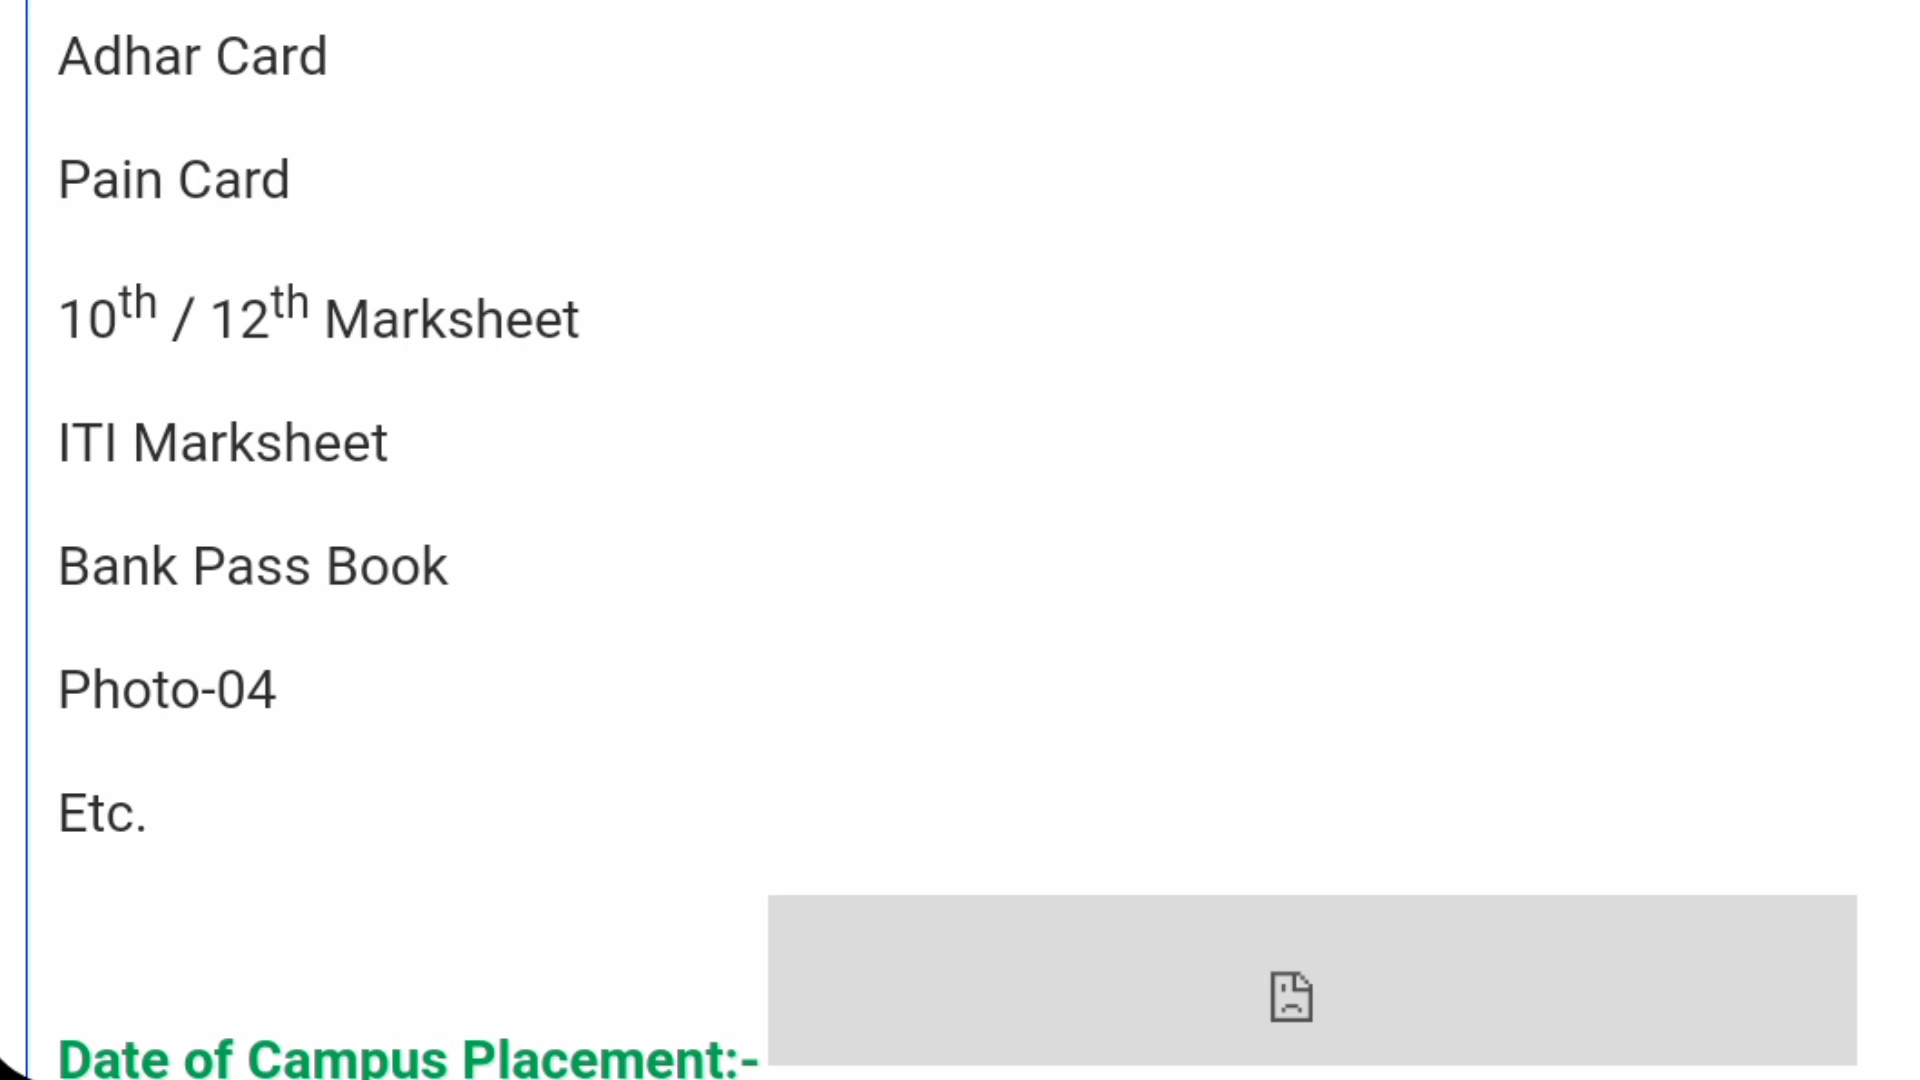 Adhar Card
Pain Card
10th / 12th Marksheet
ITI Marksheet
Bank Pass Book
Photo-04
Etc.
Date of Campus Placement:-